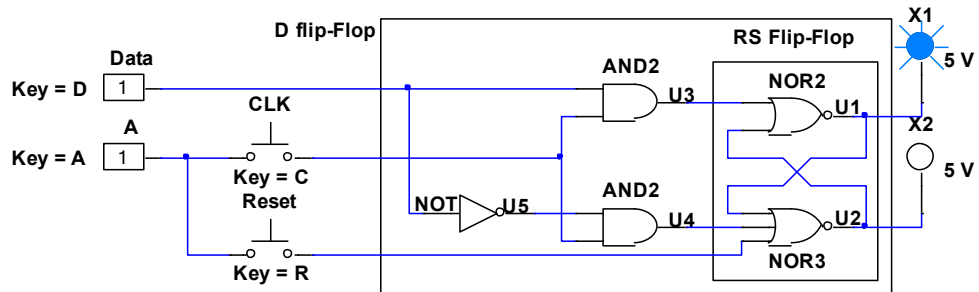 X1
D flip-Flop
RS Flip-Flop
Data
5 V
AND2
NOR2
Key = D
1
CLK
U3
U1
A
X2
Key = A
1
Key = C
5 V
AND2
Reset
NOT
U5
U4
U2
Key = R
NOR3